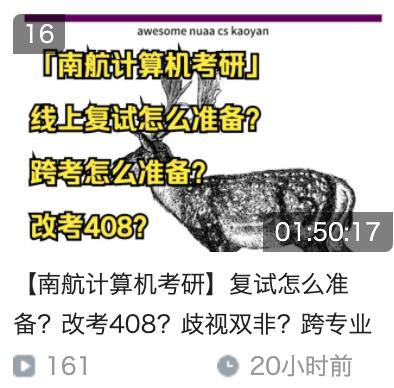 16
awesome nuaa cs kaoyan
「南航计算机考研」
线上复试怎么准备？
跨考怎么准备？
改考408？
01:50:17
【南航计算机考研】复试怎么准
备？改考408？歧视双非？跨专业
161
20小时前